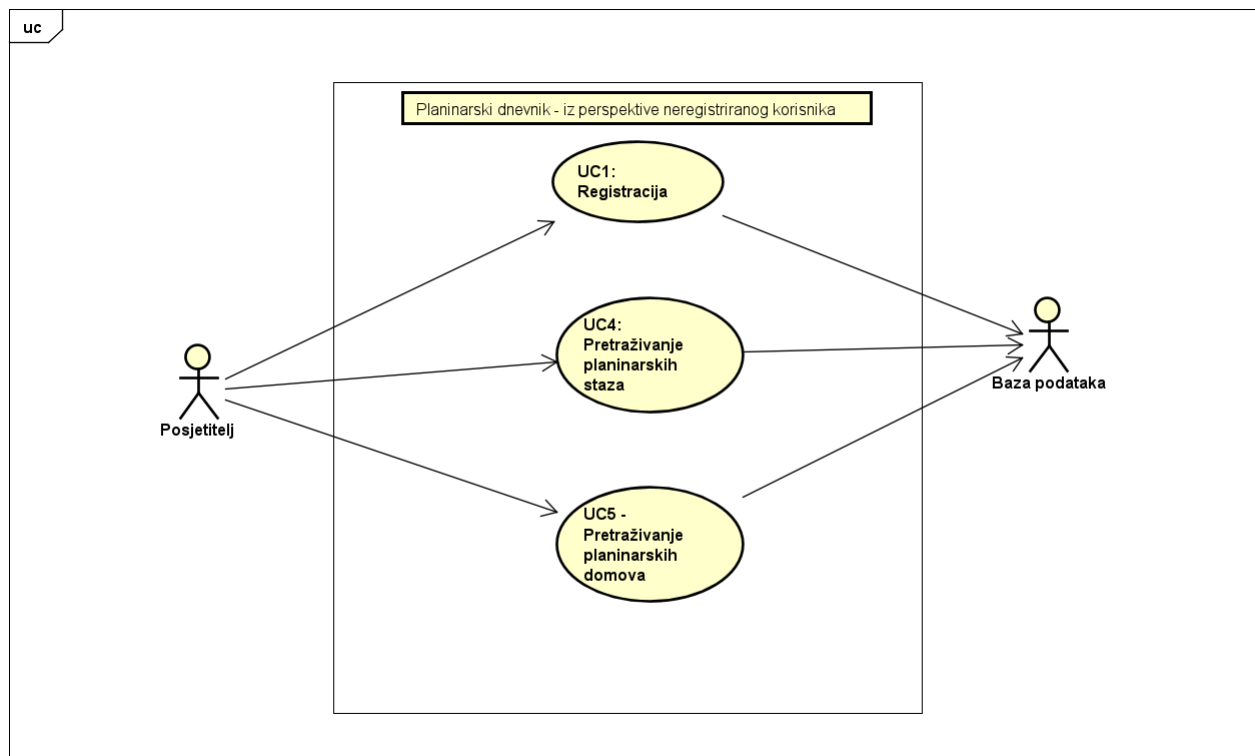 uc
Planinarski dnevnik - iz perspektive neregistriranog korisnika
UC1:
Registracija
UC4:
Pretraživanje
planinarskih
staza
Posjetitelj
Baza podataka
UC5 -
Pretraživanje
planinarskih
domova